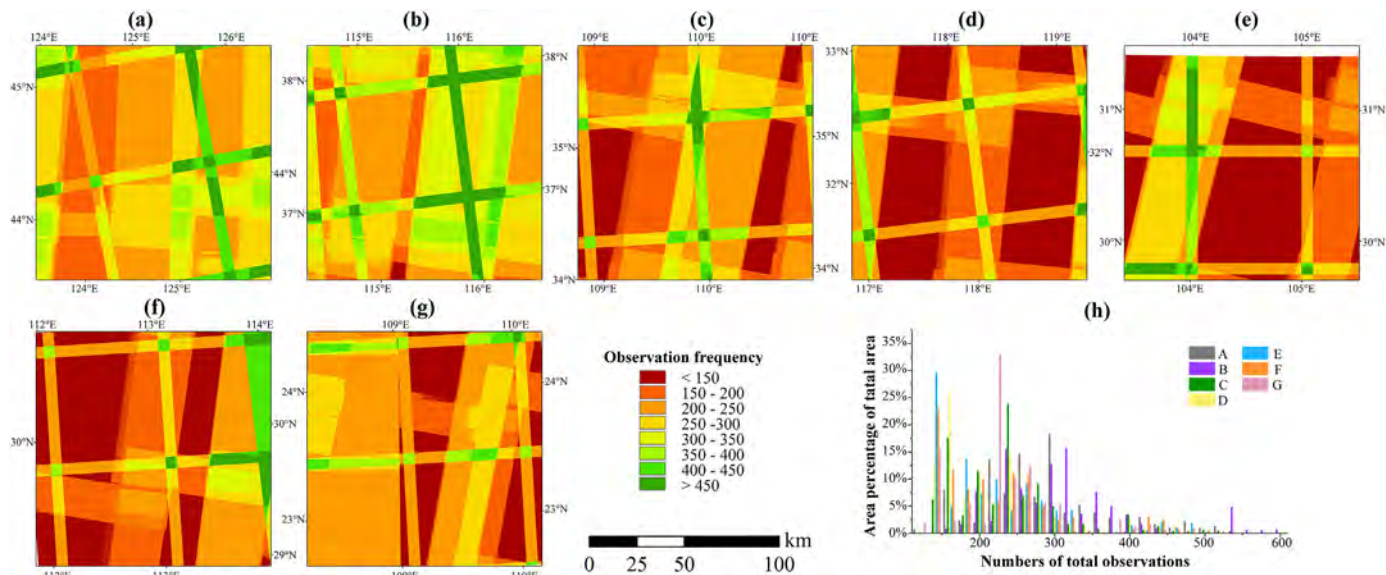 (a) (b) (c) (d) (e)
124°E 125°E 126°E 115°E 116°E 109°E 110°E 110°E 118°E 119°E 104°E 105°E
45°N 44°N 44°N
38°N 37°N 38°N 37°N
35°N 34°N 35°N 34°N
33°N 32°N 33°N 32°N
31°N 32°N 30°N 31°N 30°N
124°E 125°E 115°E 116°E 109°E 110°E 117°E 118°E 104°E 105°E
(f) (g) (h)
112°E 113°E 114°E 109°E 110°E
30°N 30°N 29°N
24°N 23°N 24°N 23°N
Observation frequency
< 150
150 - 200
200 - 250
250 -300
300 - 350
350 - 400
400 - 450
> 450
0 25 50 100 km
Area percentage of tatal area
35%
30%
25%
20%
15%
10%
5%
0%
A E
B F
C G
D
200 300 400 500 600
Numbers of total observations